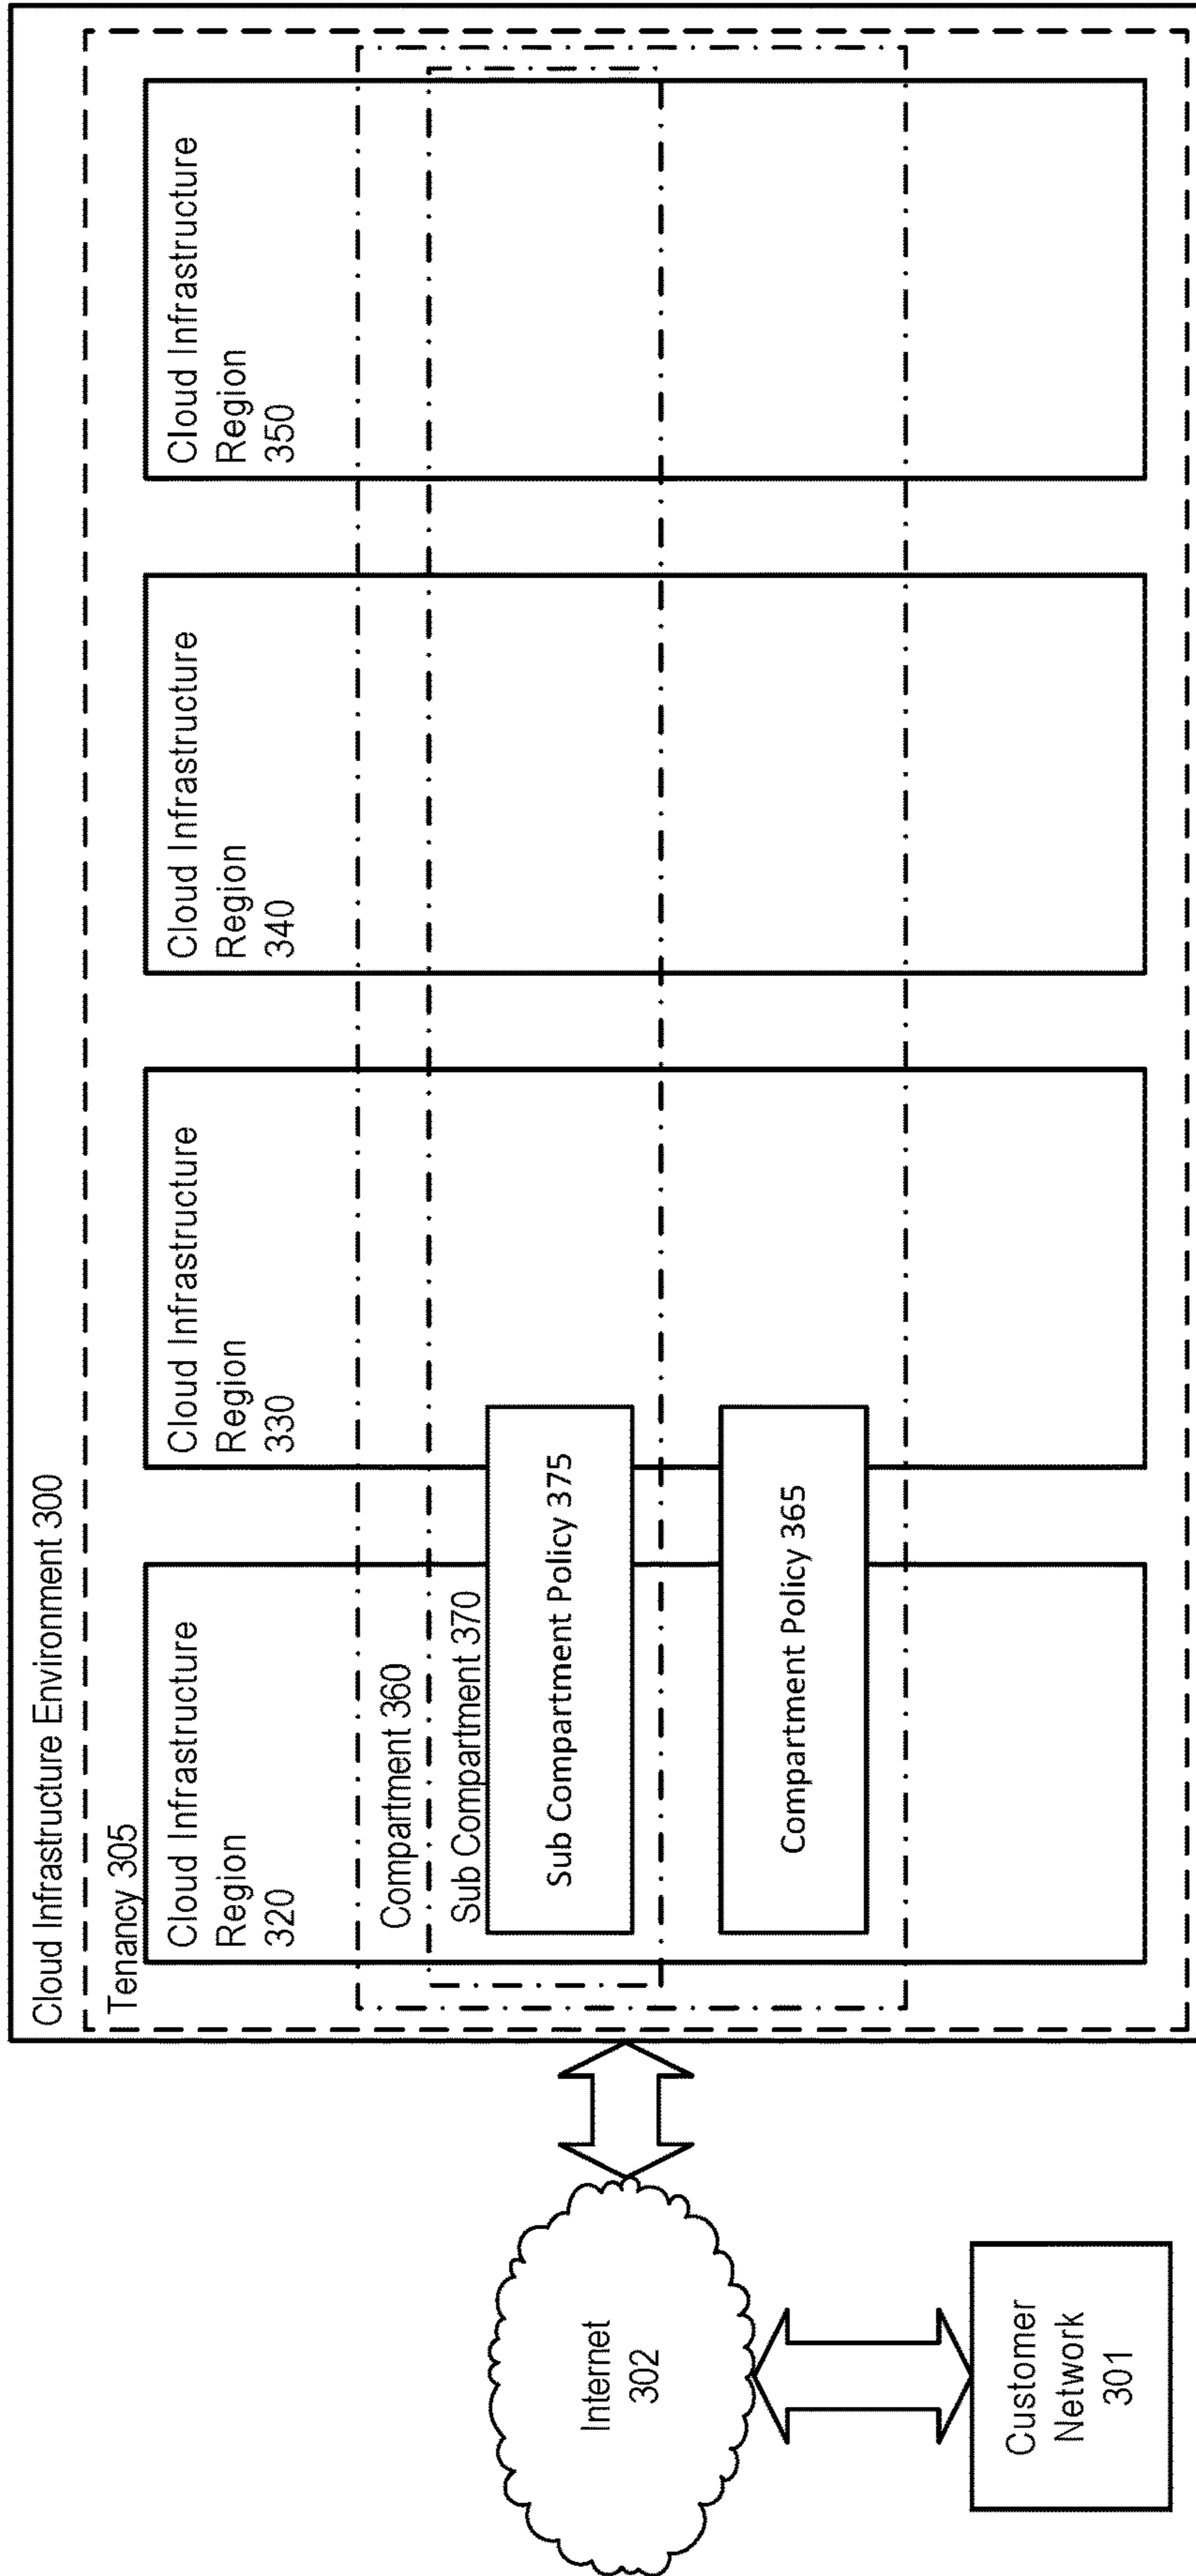 Cloud Infrastructure Environment 300
Tenancy 305
Cloud Infrastructure
Region
320
Cloud Infrastructure
Region
330
Cloud Infrastructure
Region
340
Cloud Infrastructure
Region
350
Compartment 360
Sub Compartment 370
Sub Compartment Policy 375
Compartment Policy 365
Internet
302
Customer
Network
301